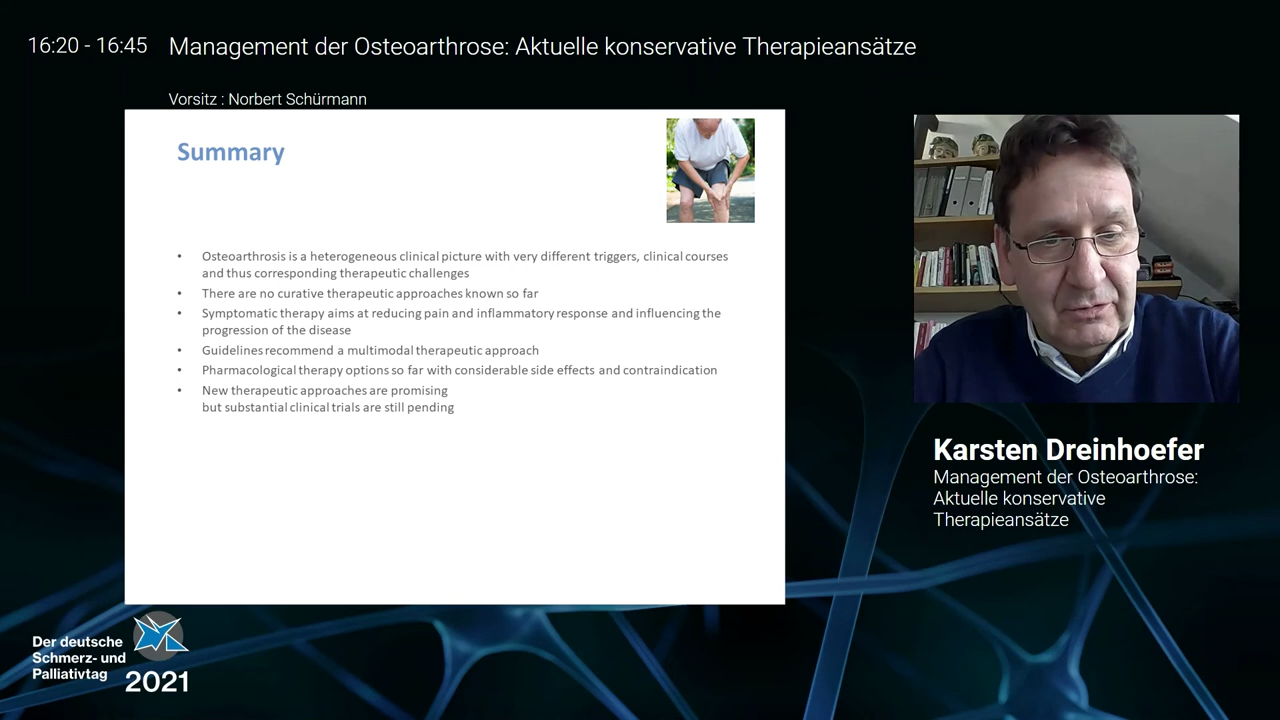 16:20 - 16:45 Management der Osteoarthrose: Aktuelle konservative Therapieansätze
Vorsitz : Norbert Schürmann
Summary
• Osteoarthrosis is a heterogeneous clinical picture with very different triggers, clinical courses
and thus corresponding therapeutic challenges
• There are no curative therapeutic approaches known so far
• Symptomatic therapy aims at reducing pain and inflammatory response and influencing the
progression of the disease
• Guidelines recommend a multimodal therapeutic approach
• Pharmacological therapy options so far with considerable side effects and contraindication
• New therapeutic approaches are promising
but substantial clinical trials are still pending
Karsten Dreinhoefer
Management der Osteoarthrose:
Aktuelle konservative
Therapieansätze
Der deutsche
Schmerz- und
Palliativtag
2021